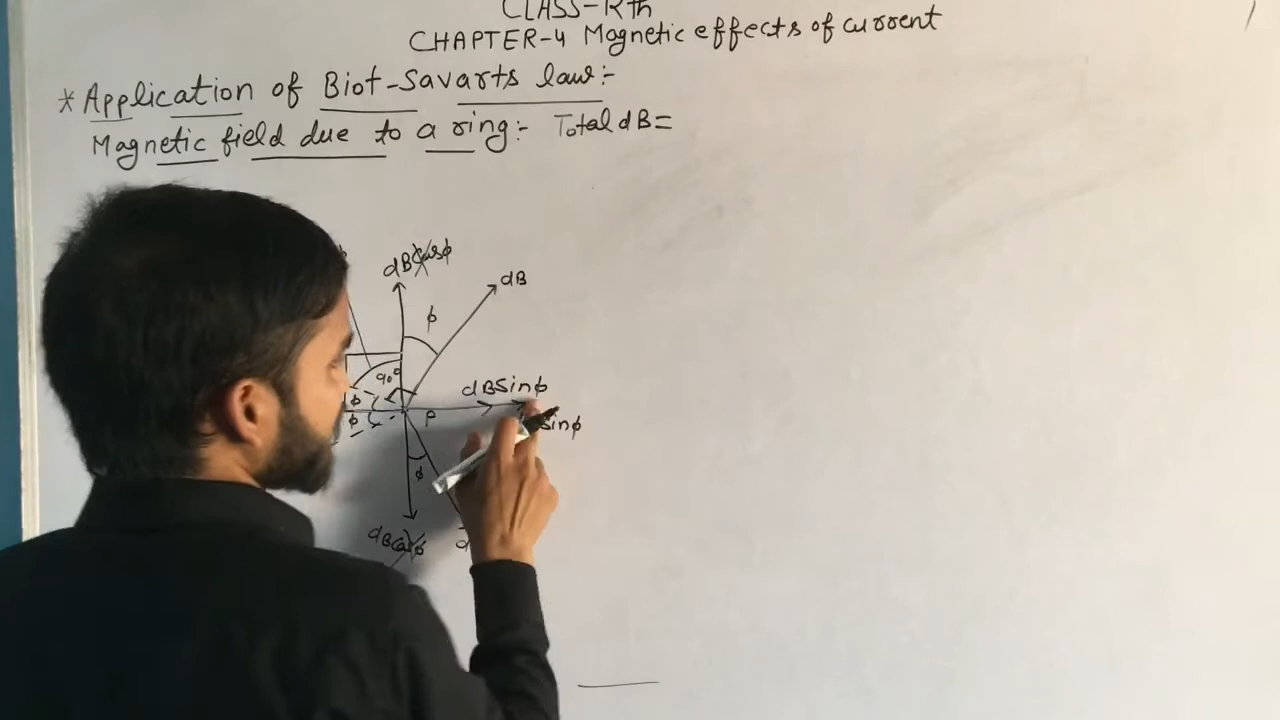 CLASS-12th
CHAPTER-4 Magnetic effects of current
*Application of Biot-Savarts law:-
Magnetic field due to a ring:- Total dB=
dBCosϕ
dB
ϕ
90°
dBSinϕ
ϕ
ϕ
P
Sinϕ
ϕ
dBCosϕ